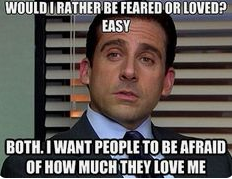 WOULD I RATHER BE FEARED OR LOVED?
EASY
BOTH. I WANT PEOPLE TO BE AFRAID
OF HOW MUCH THEY LOVE ME